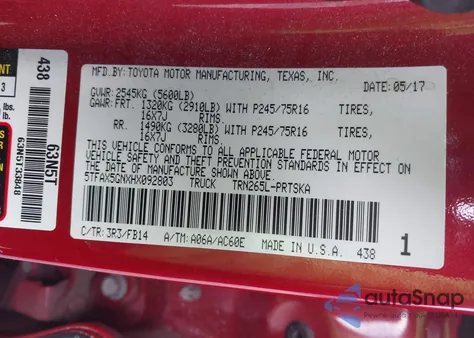 MFD.BY: TOYOTA MOTOR MANUFACTURING, TEXAS, INC.
DATE: 05/17
GVWR: 2545KG (5600LB)
GAWR: FRT. 1320KG (2910LB) WITH P245/75R16 TIRES,
16X7J RIMS.
RR. 1490KG (3280LB) WITH P245/75R16 TIRES,
16X7J RIMS.
THIS VEHICLE CONFORMS TO ALL APPLICABLE FEDERAL MOTOR
VEHICLE SAFETY AND THEFT PREVENTION STANDARDS IN EFFECT
ON THE DATE OF MANUFACTURE SHOWN ABOVE.
5TFAX5GNXHX092803 TRUCK TRN265L-PRTSKA
C/TR: 3R3/FB14 A/TM: A06A/AC60E MADE IN U.S.A. 438
1
438
63N5T
3
lbs.
lb.
autoSnap